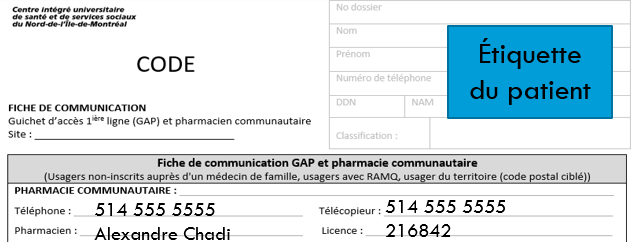 Centre intégré universitaire
de santé et de services sociaux
du Nord-de-l'Île-de-Montréal
CODE
No dossier
Nom
Prénom
Numéro de téléphone
DDN NAM
Classification :
Étiquette
du patient
FICHE DE COMMUNICATION
Guichet d'accès 1ière ligne (GAP) et pharmacien communautaire
Site :
Fiche de communication GAP et pharmacie communautaire
(Usagers non-inscrits auprès d'un médecin de famille, usagers avec RAMQ, usager du territoire (code postal ciblé))
PHARMACIE COMMUNAUTAIRE :
Téléphone : 514 555 5555 Télécopieur : 514 555 5555
Pharmacien : Alexandre Chadi Licence : 216842